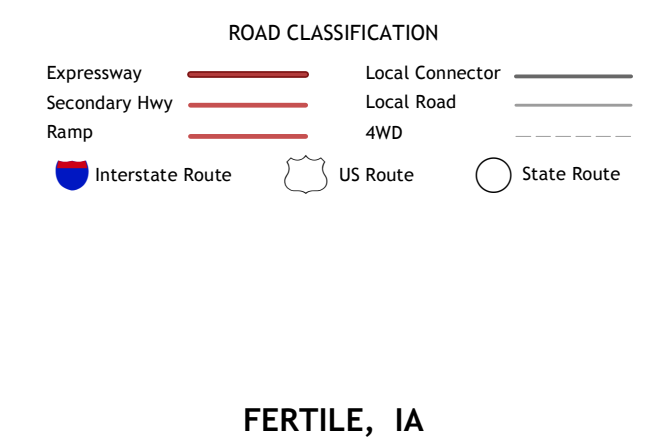 ROAD CLASSIFICATION
Expressway
Local Connector
Secondary Hwy
Local Road
Ramp
4WD
Interstate Route
US Route
State Route
FERTILE, IA